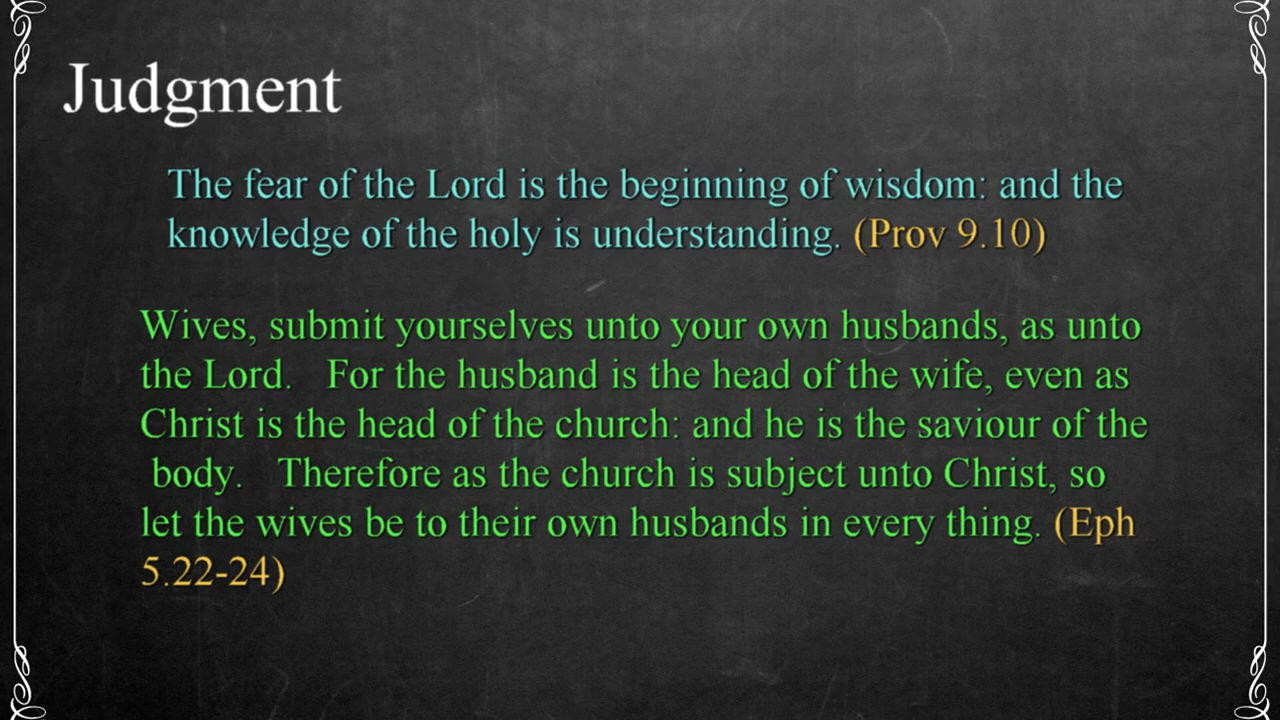 Judgment
The fear of the Lord is the beginning of wisdom: and the
knowledge of the holy is understanding. (Prov 9.10)
Wives, submit yourselves unto your own husbands, as unto
the Lord. For the husband is the head of the wife, even as
Christ is the head of the church: and he is the saviour of the
body. Therefore as the church is subject unto Christ, so
let the wives be to their own husbands in every thing. (Eph
5.22-24)